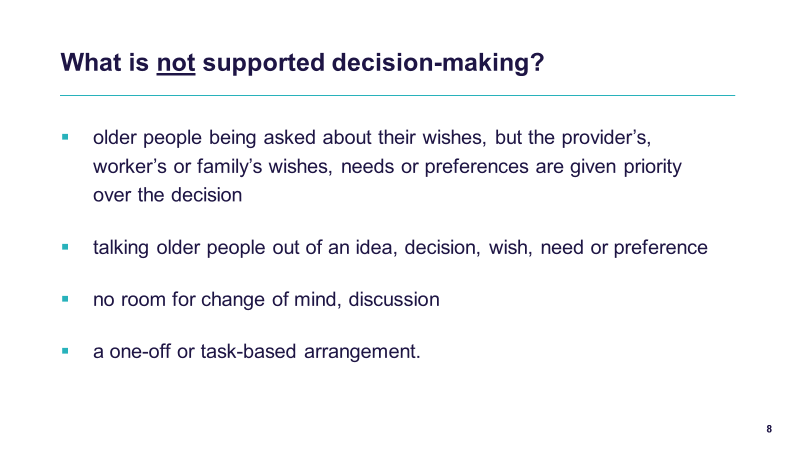 What is not supported decision-making?
▪ older people being asked about their wishes, but the provider's,
worker's or family's wishes, needs or preferences are given priority
over the decision
▪ talking older people out of an idea, decision, wish, need or preference
▪ no room for change of mind, discussion
▪ a one-off or task-based arrangement.
8